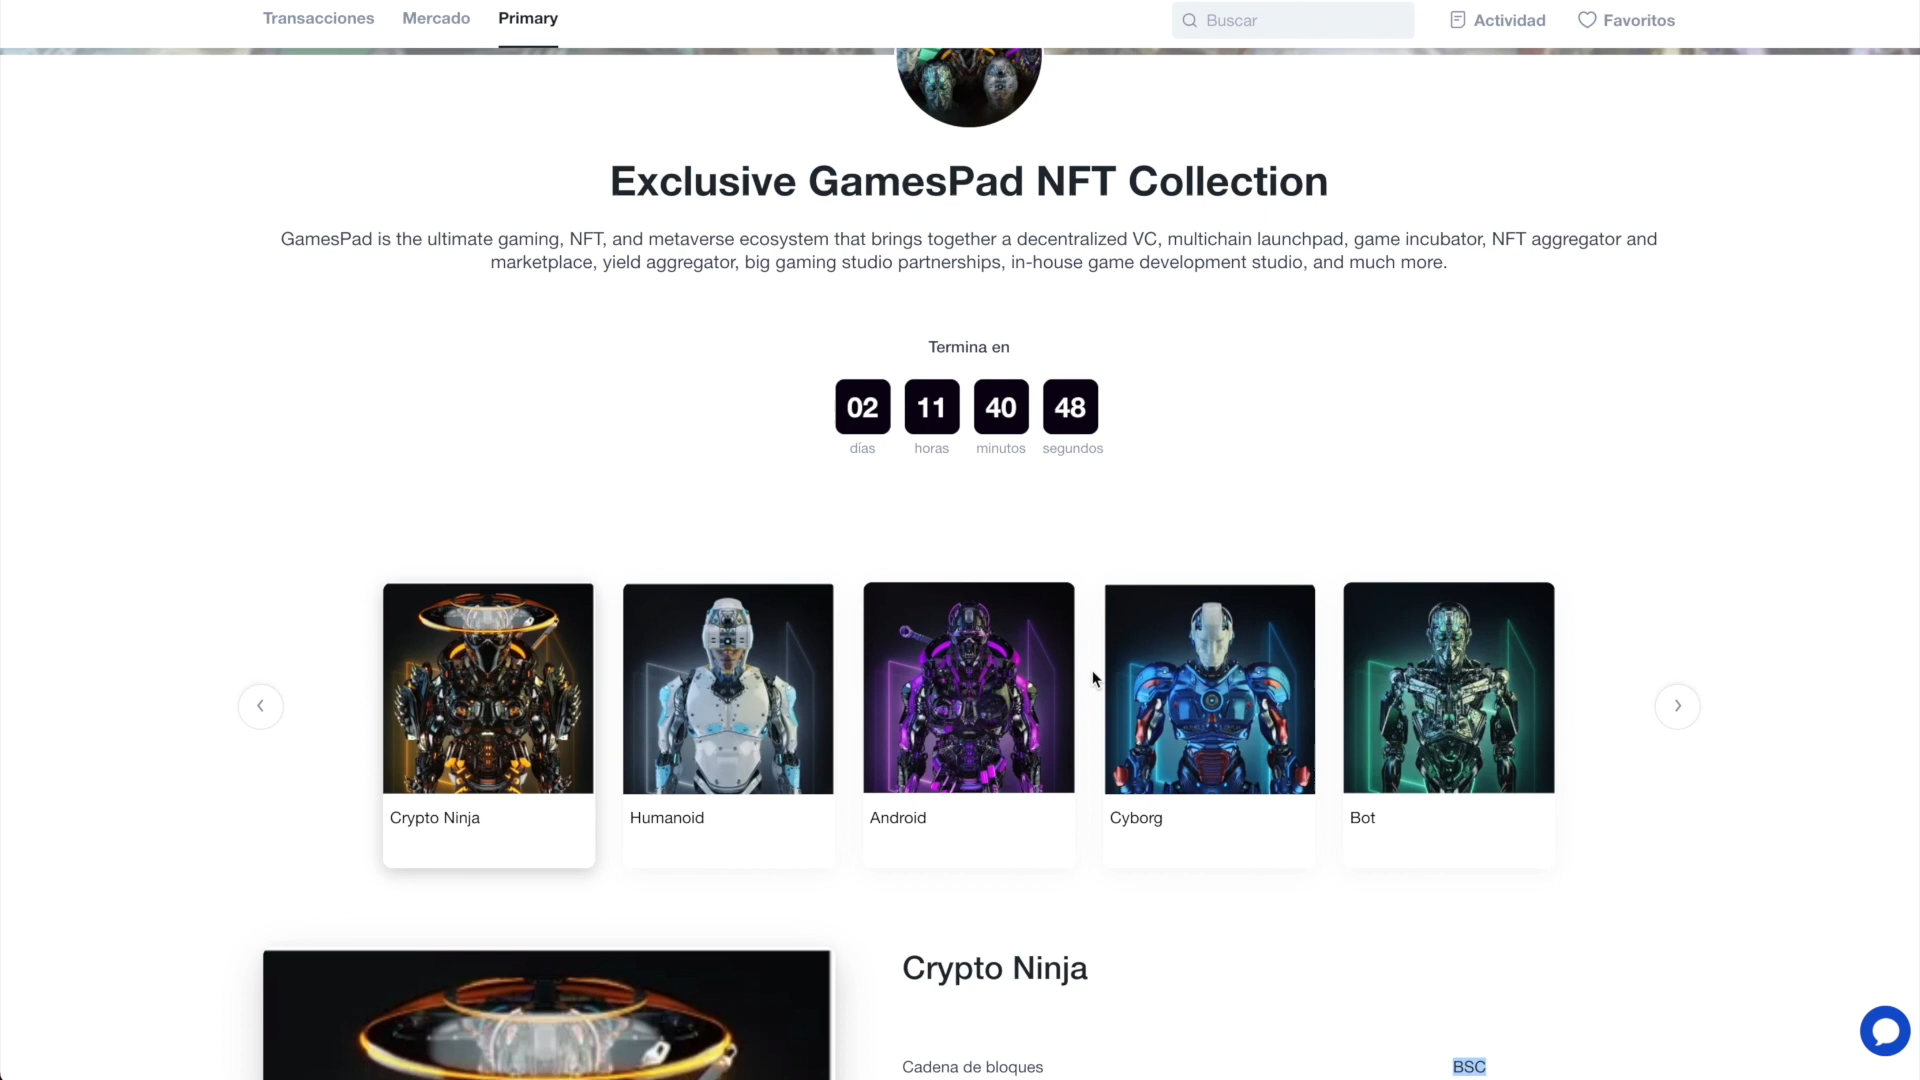 Transacciones Mercado Primary Buscar Actividad Favoritos
Exclusive GamesPad NFT Collection
GamesPad is the ultimate gaming, NFT, and metaverse ecosystem that brings together a decentralized VC, multichain launchpad, game incubator, NFT aggregator and
marketplace, yield aggregator, big gaming studio partnerships, in-house game development studio, and much more.
Termina en
02 11 40 48
días horas minutos segundos
Crypto Ninja Humanoid Android Cyborg Bot
Crypto Ninja
Cadena de bloques BSC